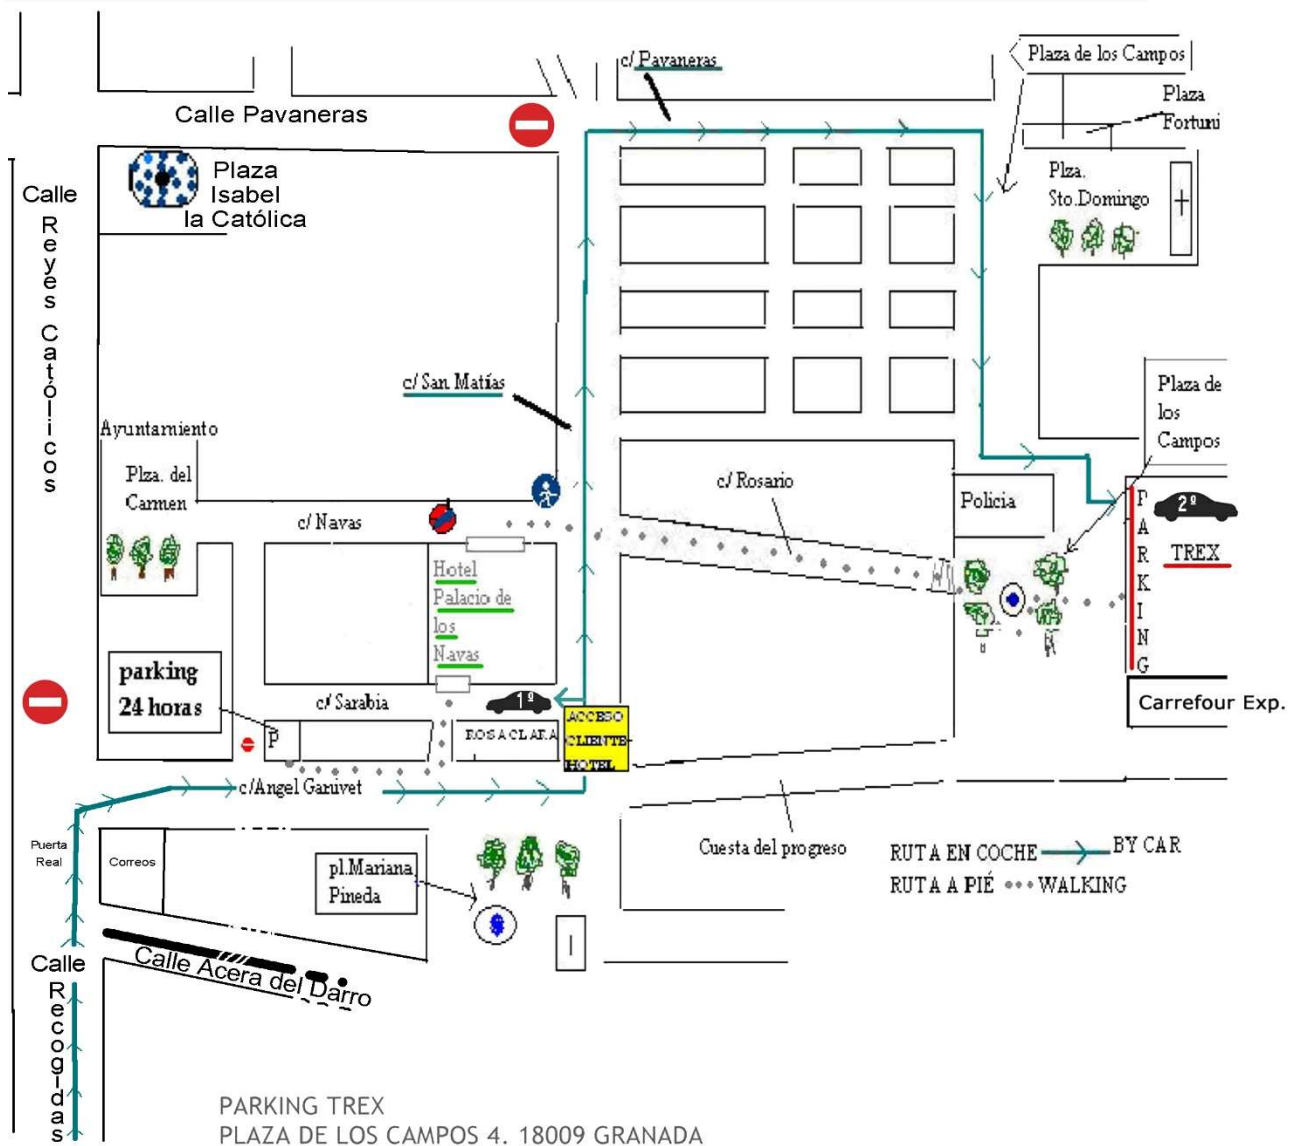 c/ Pavaneras
Plaza de los Campos
Plaza
Fortuni
Calle Pavaneras
Plaza
Isabel
la Católica
Plza.
Sto.Domingo
Calle
Reyes Católicos
c/ San Matías
Plaza de
los
Campos
Ayuntamiento
Plza. del
Carmen
c/ Navas
c/ Rosario
Policia
PARKING
2º
TREX
Hotel
Palacio de
los
Navas
parking
24 horas
c/ Sarabia
1º
P
ROSA CLARA
ACCESO
CLIENTE
HOTEL
Carrefour Exp.
c/Angel Ganivet
Puerta
Real
Correos
pl.Mariana
Pineda
Cuesta del progreso
RUTA EN COCHE BY CAR
RUTA A PIÉ WALKING
Calle
Recogidas
Calle Acera del Darro
PARKING TREX
PLAZA DE LOS CAMPOS 4. 18009 GRANADA